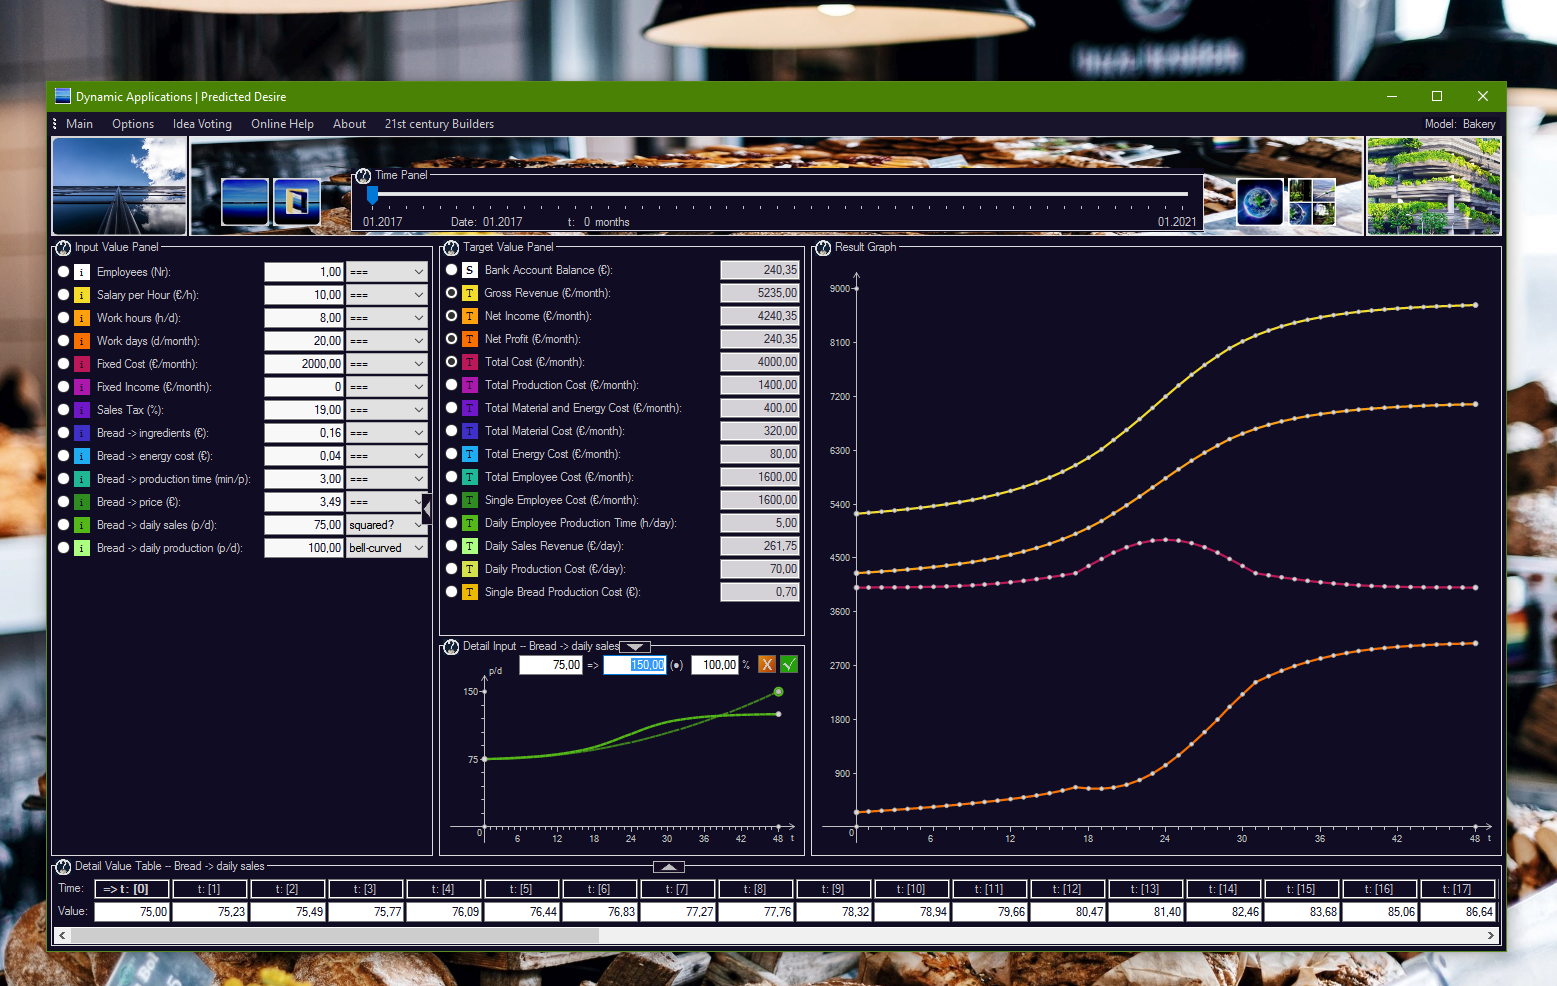 Dynamic Applications | Predicted Desire
Main Options Idea Voting Online Help About 21st century Builders Model: Bakery
Time Panel
01.2017 Date: 01.2017 t: 0 months 01.2021
Input Value Panel
i Employees (Nr): 1,00 ===
i Salary per Hour (€/h): 10,00 ===
i Work hours (h/d): 8,00 ===
i Work days (d/month): 20,00 ===
i Fixed Cost (€/month): 2000,00 ===
i Fixed Income (€/month): 0 ===
i Sales Tax (%): 19,00 ===
i Bread -> ingredients (€): 0,16 ===
i Bread -> energy cost (€): 0,04 ===
i Bread -> production time (min/p): 3,00 ===
i Bread -> price (€): 3,49 ===
i Bread -> daily sales (p/d): 75,00 squared?
i Bread -> daily production (p/d): 100,00 bell-curved
Target Value Panel
S Bank Account Balance (€): 240,35
T Gross Revenue (€/month): 5235,00
T Net Income (€/month): 4240,35
T Net Profit (€/month): 240,35
T Total Cost (€/month): 4000,00
T Total Production Cost (€/month): 1400,00
T Total Material and Energy Cost (€/month): 400,00
T Total Material Cost (€/month): 320,00
T Total Energy Cost (€/month): 80,00
T Total Employee Cost (€/month): 1600,00
T Single Employee Cost (€/month): 1600,00
T Daily Employee Production Time (h/day): 5,00
T Daily Sales Revenue (€/day): 261,75
T Daily Production Cost (€/day): 70,00
T Single Bread Production Cost (€): 0,70
Detail Input -- Bread -> daily sales
75,00 => 150,00 (●) 100,00 % X ✓
p/d
150
75
0 6 12 18 24 30 36 42 48 t
Result Graph
9000
8100
7200
6300
5400
4500
3600
2700
1800
900
0 6 12 18 24 30 36 42 48 t
Detail Value Table -- Bread -> daily sales
Time: => t: [0] t: [1] t: [2] t: [3] t: [4] t: [5] t: [6] t: [7] t: [8] t: [9] t: [10] t: [11] t: [12] t: [13] t: [14] t: [15] t: [16] t: [17]
Value: 75,00 75,23 75,49 75,77 76,09 76,44 76,83 77,27 77,76 78,32 78,94 79,66 80,47 81,40 82,46 83,68 85,06 86,64